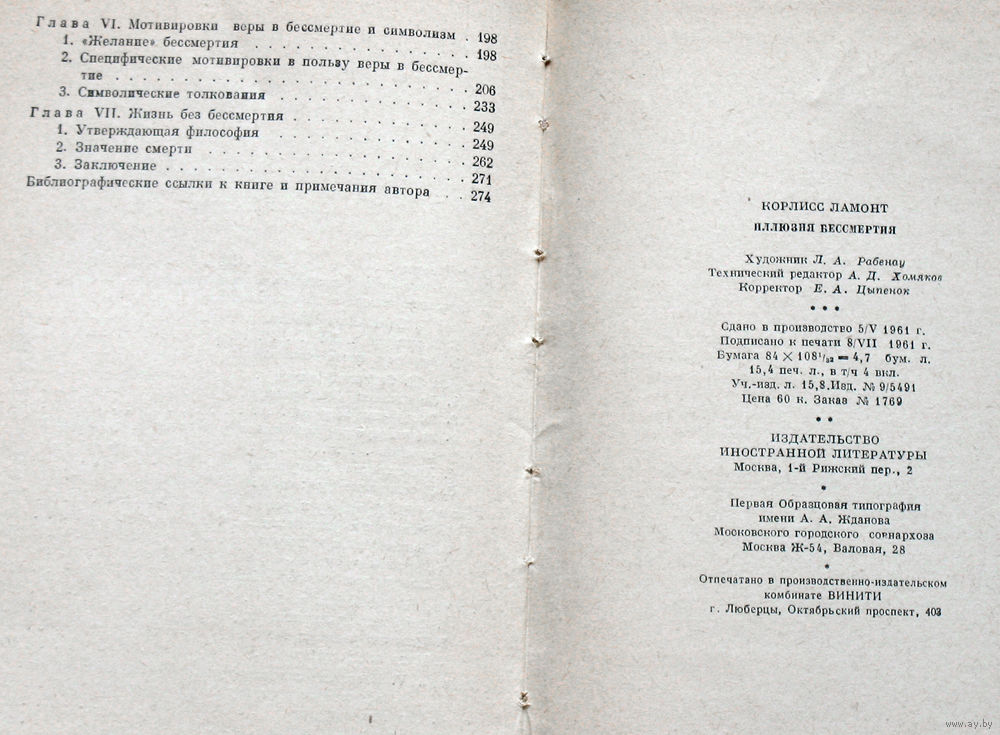 Глава VI. Мотивировки веры в бессмертие и символизм . 198
1. «Желание» бессмертия . . . . . . . . . . . . 198
2. Специфические мотивировки в пользу веры в бессмер-
тие . . . . . . . . . . . . . . . . . . . 206
3. Символические толкования . . . . . . . . . . 233
Глава VII. Жизнь без бессмертия . . . . . . . . . 249
1. Утверждающая философия . . . . . . . . . . 249
2. Значение смерти . . . . . . . . . . . . . . 262
3. Заключение . . . . . . . . . . . . . . . . 271
Библиографические ссылки к книге и примечания автора . . 274
КОРЛИСС ЛАМОНТ
ИЛЛЮЗИЯ БЕССМЕРТИЯ
Художник Л. А. Рабенау
Технический редактор А. Д. Хомяков
Корректор Е. А. Цыпенок
* * *
Сдано в производство 5/V 1961 г.
Подписано к печати 8/VII 1961 г.
Бумага 84 × 108¹/₃₂ = 4,7 бум. л.
15,4 печ. л., в т/ч 4 вкл.
Уч.-изд. л. 15,8. Изд. № 9/5491
Цена 60 к. Заказ № 1769
* *
ИЗДАТЕЛЬСТВО
ИНОСТРАННОЙ ЛИТЕРАТУРЫ
Москва, 1-й Рижский пер., 2
*
Первая Образцовая типография
имени А. А. Жданова
Московского городского совнархоза
Москва Ж-54, Валовая, 28
*
Отпечатано в производственно-издательском
комбинате ВИНИТИ
г. Люберцы, Октябрьский проспект, 403
www.ay.by